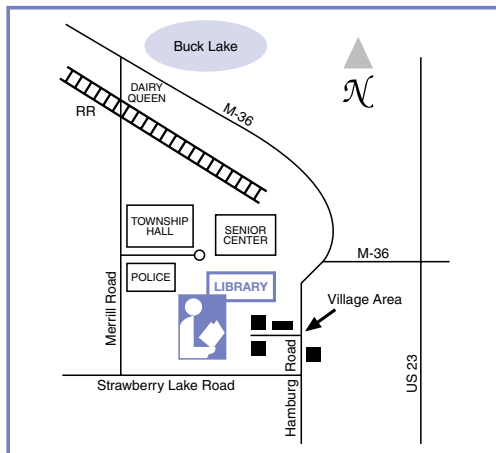 Buck Lake
DAIRY
QUEEN
RR
M-36
N
TOWNSHIP
HALL
SENIOR
CENTER
M-36
POLICE
LIBRARY
Merrill Road
Village Area
Strawberry Lake Road
Hamburg Road
US 23